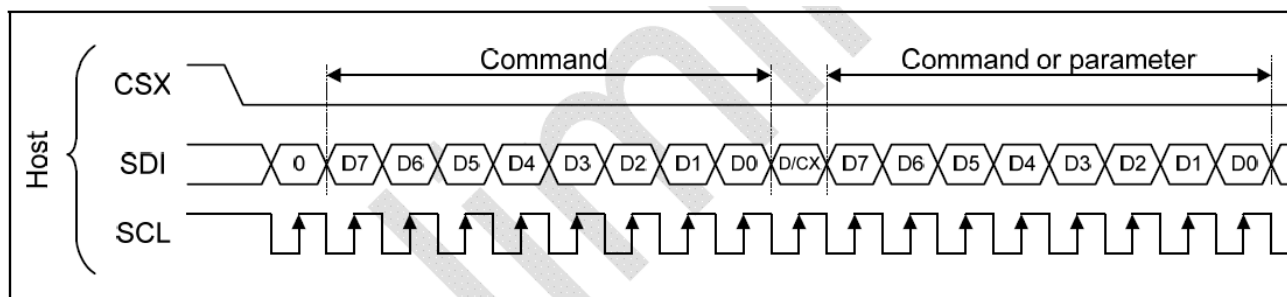 Command
Command or parameter
CSX
Host
SDI
0 D7 D6 D5 D4 D3 D2 D1 D0 D/CX D7 D6 D5 D4 D3 D2 D1 D0
SCL